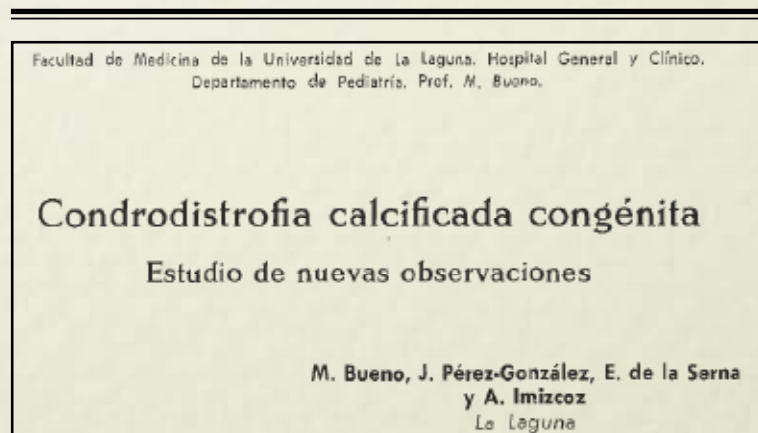 Facultad de Medicina de la Universidad de La Laguna. Hospital General y Clínico.
Departamento de Pediatría. Prof. M. Bueno.
Condrodistrofia calcificada congénita
Estudio de nuevas observaciones
M. Bueno, J. Pérez-González, E. de la Serna
y A. Imizcoz
La Laguna